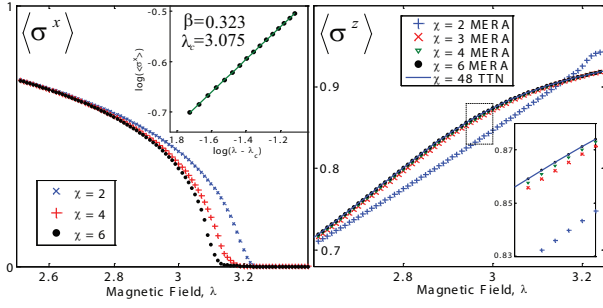 ⟨σ^x⟩
1
0
2.6
2.8
3
3.2
Magnetic Field, λ
χ = 2
χ = 4
χ = 6
β=0.323
λ_c=3.075
log(<σ^x>)
-0.5
-0.6
-0.7
-1.8
-1.6
-1.4
-1.2
log(λ - λ_c)
⟨σ^z⟩
0.9
0.8
0.7
2.8
3
3.2
Magnetic Field, λ
χ = 2 MERA
χ = 3 MERA
χ = 4 MERA
χ = 6 MERA
χ = 48 TTN
0.87
0.85
0.83